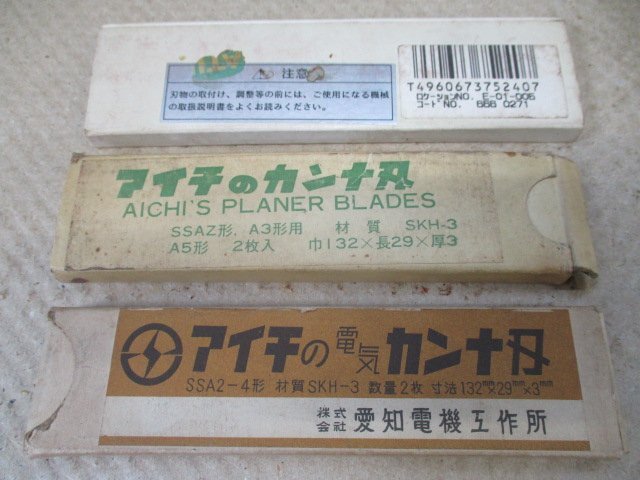 注意
刃物の取付け、調整等の前には、ご使用になる機械
の取扱説明書をよくお読みください。
T4960673752407
ロケーションNO. E-01-006
コードNO. 668 0271
アイチのカンナ刃
AICHI'S PLANER BLADES
SSAZ形. A3形用 材質 SKH-3
A5形 2枚入 巾132×長29×厚3
アイチの電気カンナ刃
SSA2-4形 材質SKH-3 数量2枚 寸法132mm×29mm×3mm
株式会社 愛知電機工作所